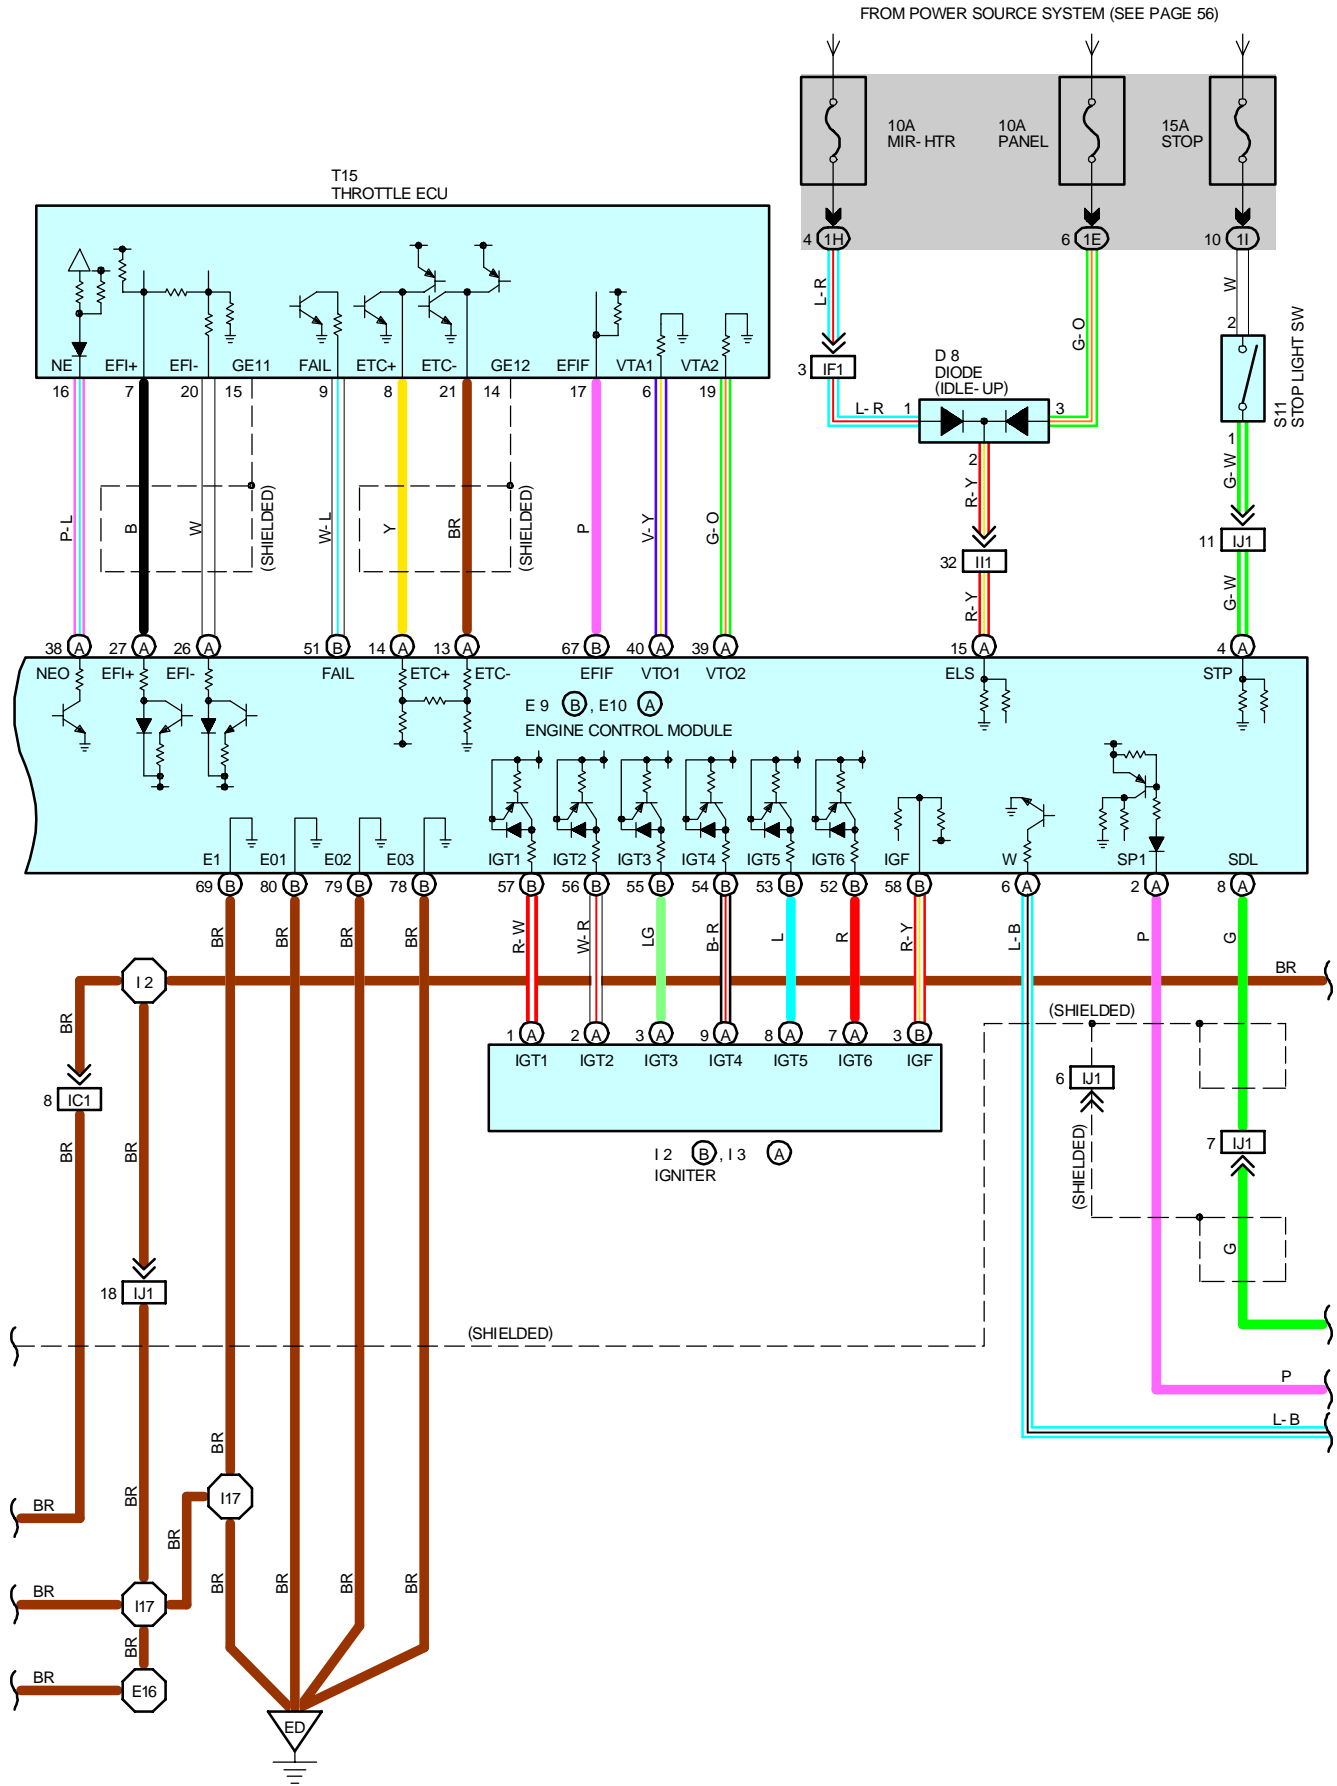 FROM POWER SOURCE SYSTEM (SEE PAGE 56)
10A
MIR- HTR
10A
PANEL
15A
STOP
4 1H
6 1E
10 1I
T15
THROTTLE ECU
L- R
G- O
W
2
3 IF1
D 8
DIODE
(IDLE- UP)
S11
STOP LIGHT SW
L- R 1
3
2
1
NE EFI+ EFI- GE11 FAIL ETC+ ETC- GE12 EFIF VTA1 VTA2
16 7 20 15 9 8 21 14 17 6 19
P- L
B
W
(SHIELDED)
W- L
Y
BR
(SHIELDED)
P
V- Y
G- O
R- Y
G- W
32 II1
11 IJ1
R- Y
G- W
38 A 27 A 26 A 51 B 14 A 13 A 67 B 40 A 39 A 15 A 4 A
NEO EFI+ EFI- FAIL ETC+ ETC- EFIF VTO1 VTO2 ELS STP
E 9 B , E10 A
ENGINE CONTROL MODULE
E1 E01 E02 E03 IGT1 IGT2 IGT3 IGT4 IGT5 IGT6 IGF W SP1 SDL
69 B 80 B 79 B 78 B 57 B 56 B 55 B 54 B 53 B 52 B 58 B 6 A 2 A 8 A
BR
BR
BR
BR
R- W
W- R
LG
B- R
L
R
R- Y
L- B
P
G
I 2
BR
BR
(SHIELDED)
1 A 2 A 3 A 9 A 8 A 7 A 3 B
IGT1 IGT2 IGT3 IGT4 IGT5 IGT6 IGF
6 IJ1
8 IC1
7 IJ1
BR
BR
(SHIELDED)
I 2 B , I 3 A
IGNITER
G
18 IJ1
(SHIELDED)
P
L- B
BR
I17
BR
BR
BR
BR
BR
BR
BR
BR
BR
I17
BR
BR
E16
ED